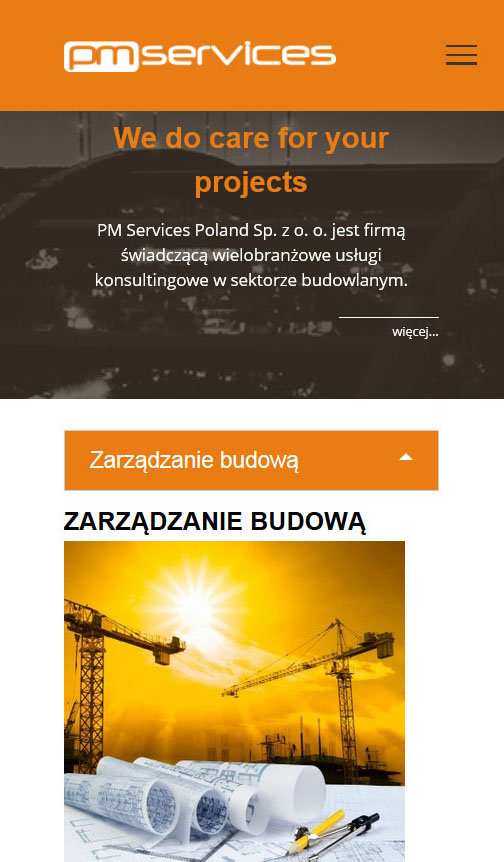 pmservices
We do care for your
projects
PM Services Poland Sp. z o. o. jest firmą
świadczącą wielobranżowe usługi
konsultingowe w sektorze budowlanym.
więcej...
Zarządzanie budową
ZARZĄDZANIE BUDOWĄ